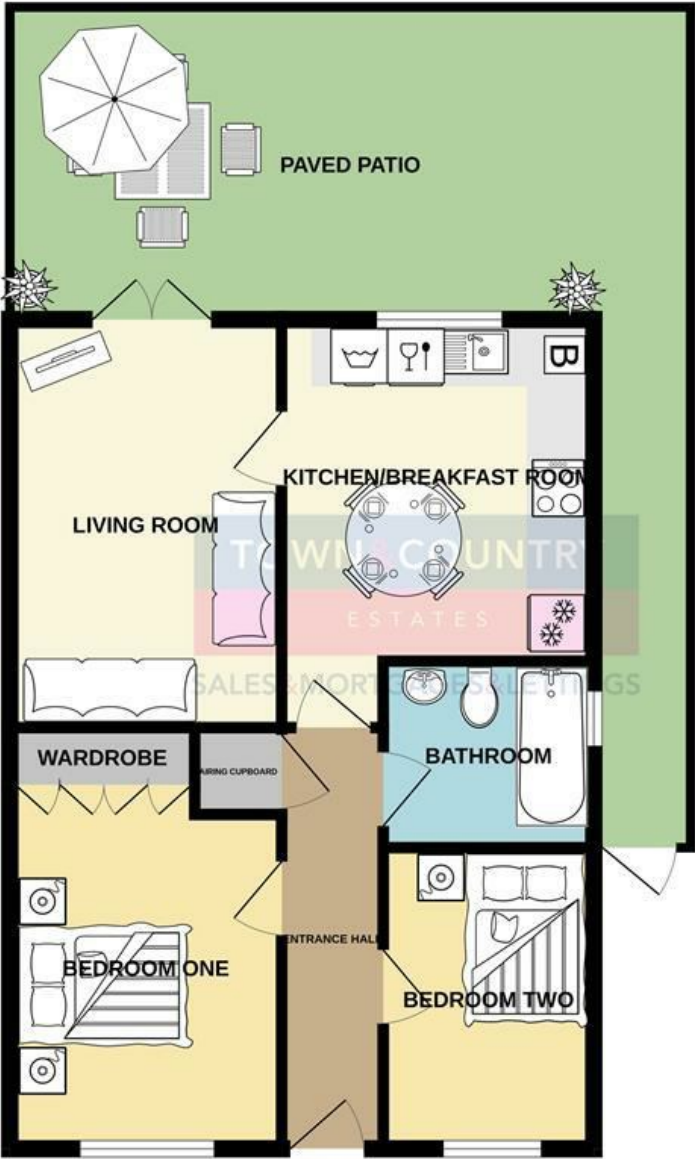 PAVED PATIO
B
KITCHEN/BREAKFAST ROOM
LIVING ROOM
TOWN & COUNTRY
ESTATES
SALES&MORTGAGES&LETTINGS
WARDROBE
AIRING CUPBOARD
BATHROOM
ENTRANCE HALL
BEDROOM ONE
BEDROOM TWO